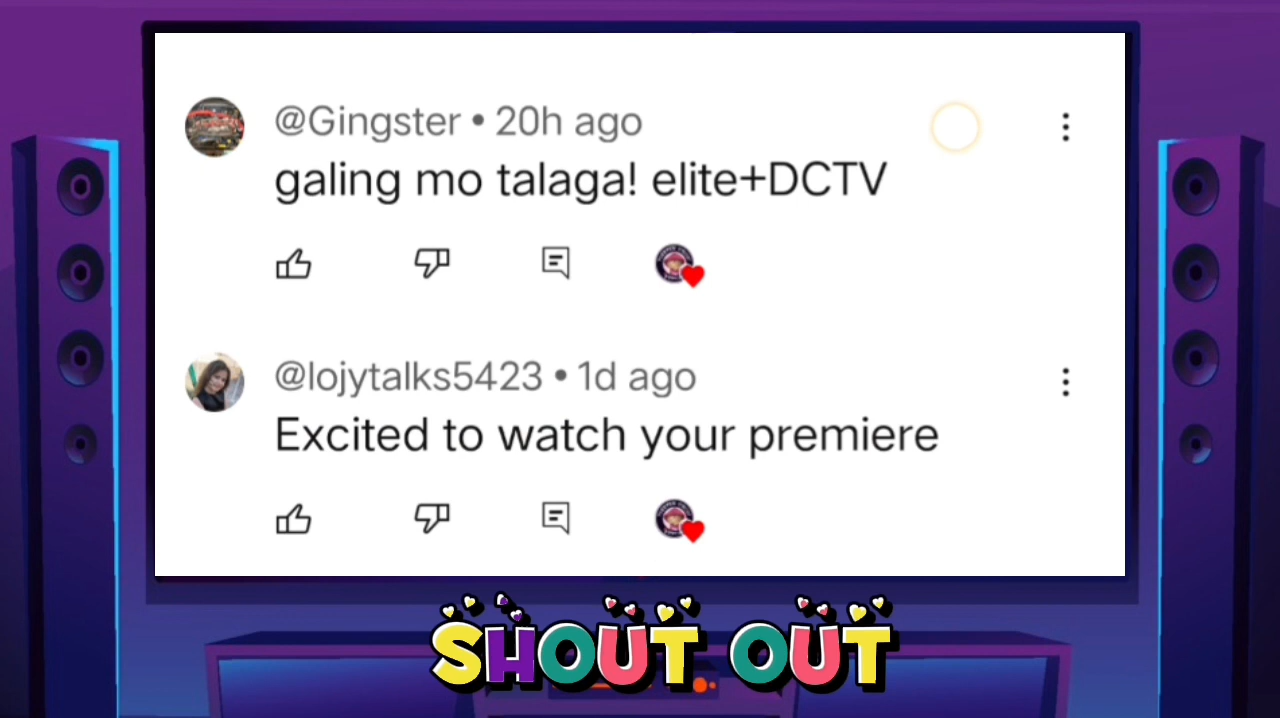 @Gingster • 20h ago
galing mo talaga! elite+DCTV
@lojytalks5423 • 1d ago
Excited to watch your premiere
SHOUT OUT